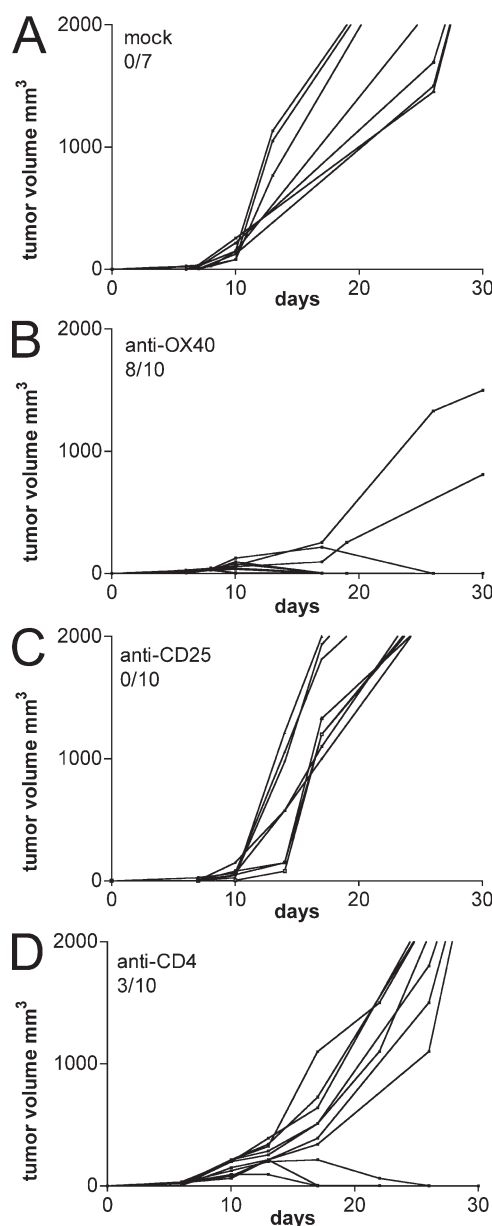 A
mock
0/7
tumor volume mm³
2000
1000
0
0 10 20 30
days
B
anti-OX40
8/10
tumor volume mm³
2000
1000
0
0 10 20 30
days
C
anti-CD25
0/10
tumor volume mm³
2000
1000
0
0 10 20 30
days
D
anti-CD4
3/10
tumor volume mm³
2000
1000
0
0 10 20 30
days